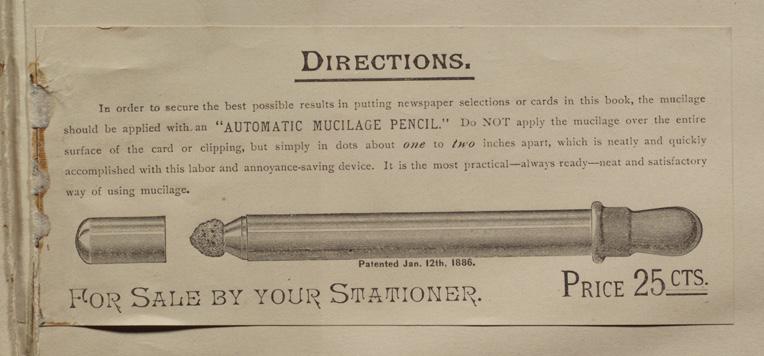 DIRECTIONS.
In order to secure the best possible results in putting newspaper selections or cards in this book, the mucilage
should be applied with an "AUTOMATIC MUCILAGE PENCIL." Do NOT apply the mucilage over the entire
surface of the card or clipping, but simply in dots about one to two inches apart, which is neatly and quickly
accomplished with this labor and annoyance-saving device. It is the most practical—always ready—neat and satisfactory
way of using mucilage.
Patented Jan. 12th, 1886.
FOR SALE BY YOUR STATIONER.
PRICE 25 CTS.